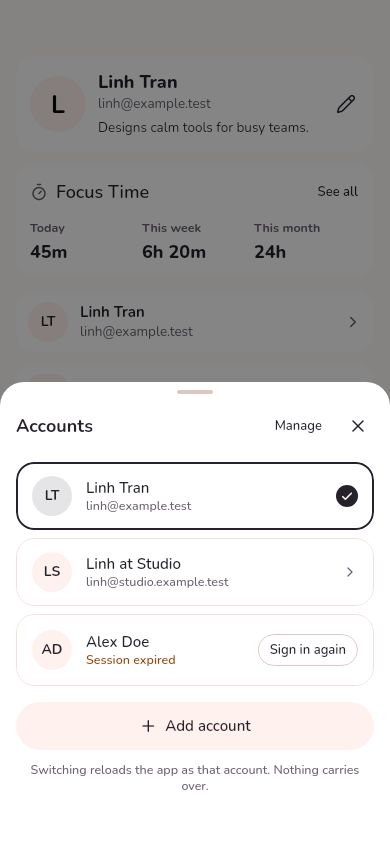 L
Linh Tran
linh@example.test
Designs calm tools for busy teams.
Focus Time
See all
Today
This week
This month
45m
6h 20m
24h
LT
Linh Tran
linh@example.test
Accounts
Manage
LT
Linh Tran
linh@example.test
LS
Linh at Studio
linh@studio.example.test
AD
Alex Doe
Session expired
Sign in again
Add account
Switching reloads the app as that account. Nothing carries
over.